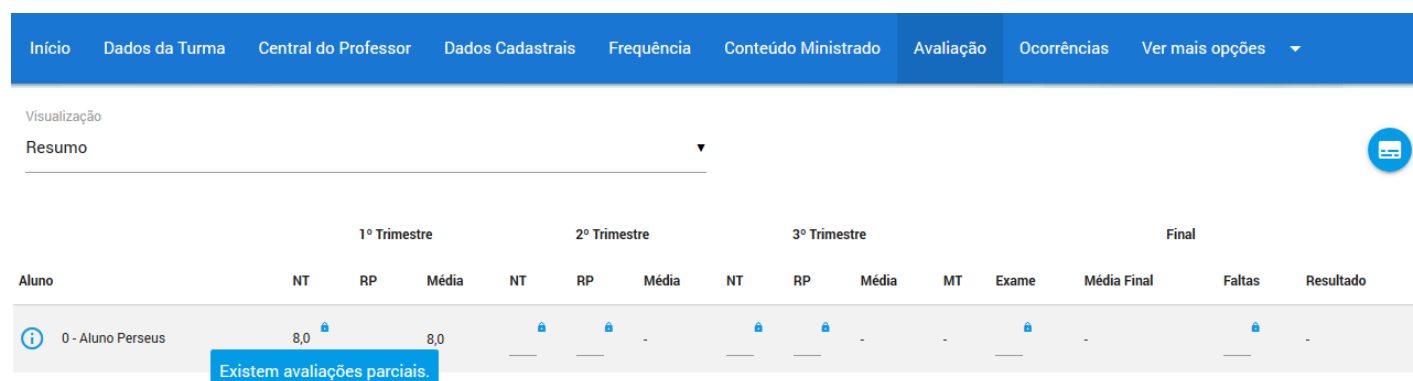 Início Dados da Turma Central do Professor Dados Cadastrais Frequência Conteúdo Ministrado Avaliação Ocorrências Ver mais opções
Visualização
Resumo
1º Trimestre 2º Trimestre 3º Trimestre Final
Aluno NT RP Média NT RP Média NT RP Média MT Exame Média Final Faltas Resultado
0 - Aluno Perseus 8,0 8,0 - - - - -
Existem avaliações parciais.